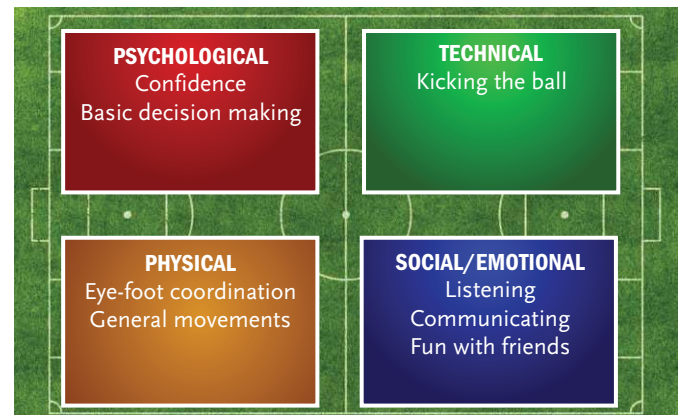 PSYCHOLOGICAL
Confidence
Basic decision making
TECHNICAL
Kicking the ball
PHYSICAL
Eye-foot coordination
General movements
SOCIAL/EMOTIONAL
Listening
Communicating
Fun with friends